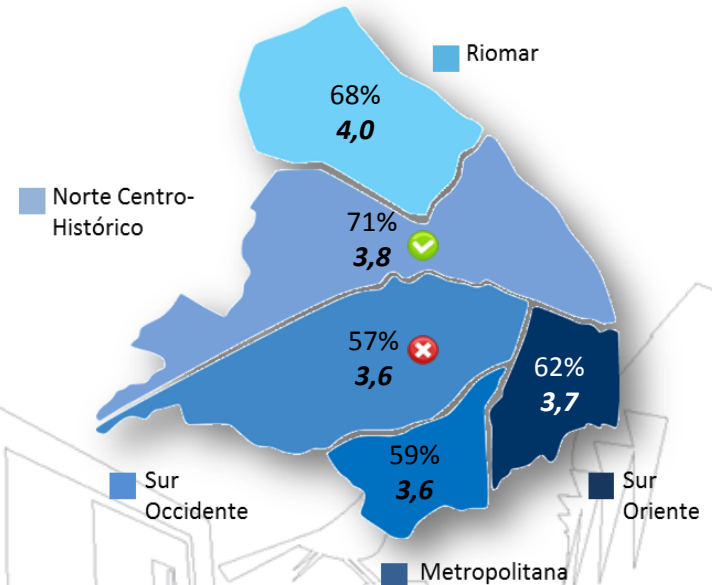 Riomar
68%
4,0
Norte Centro-
Histórico
71%
3,8
57%
3,6
62%
3,7
59%
3,6
Sur
Occidente
Sur
Oriente
Metropolitana